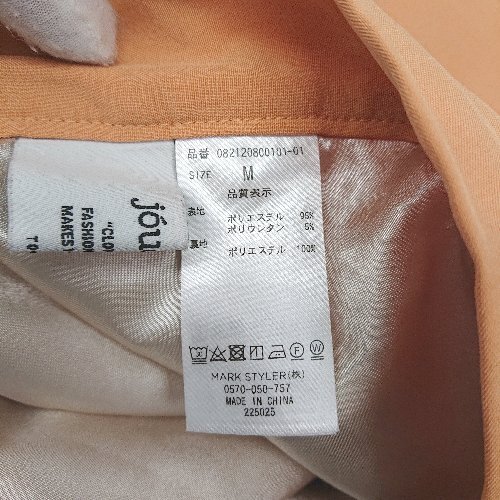 品番 082120800101-01
SIZE M
品質表示
表地 ポリエステル 95%
ポリウレタン 5%
裏地 ポリエステル 100%
MARK STYLER(株)
0570-050-757
MADE IN CHINA
225025
jóu
"CLO
FASHION
MAKES
TO